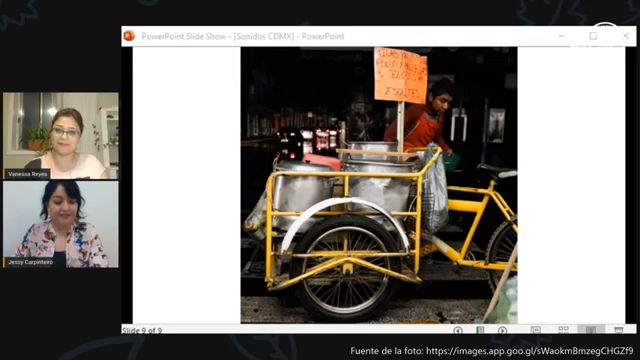 PowerPoint Slide Show - [Sonidos CDMX] - PowerPoint
POLLO
ESQUITES
Vanessa Reyes
Jessy Carpinteiro
Slide 9 of 9
Fuente de la foto: https://images.app.goo.gl/sWaokmBmzegCHGZf9